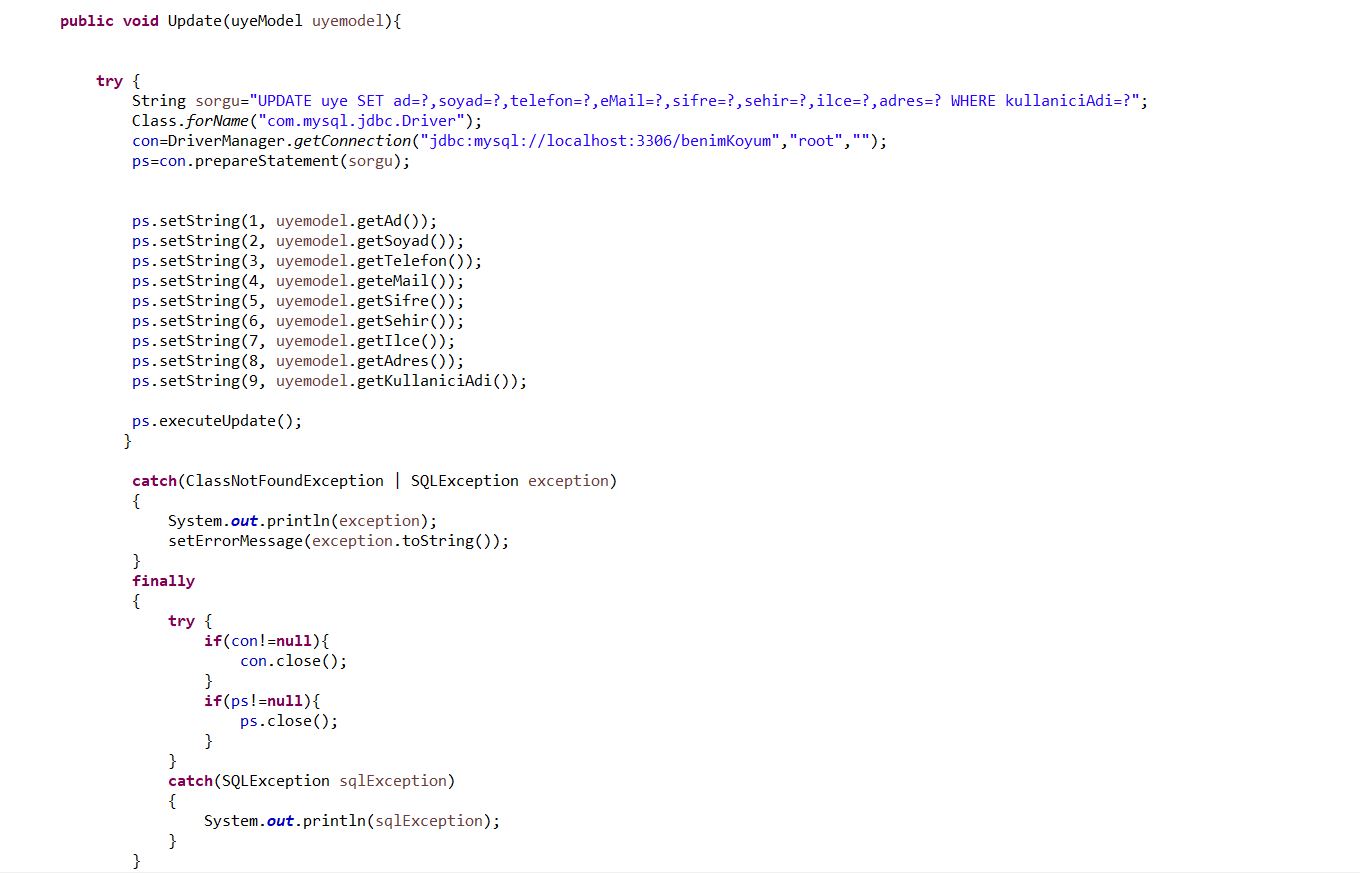 public void Update(uyeModel uyemodel){
try {
String sorgu="UPDATE uye SET ad=?,soyad=?,telefon=?,eMail=?,sifre=?,sehir=?,ilce=?,adres=? WHERE kullaniciAdi=?";
Class.forName("com.mysql.jdbc.Driver");
con=DriverManager.getConnection("jdbc:mysql://localhost:3306/benimKoyum","root","");
ps=con.prepareStatement(sorgu);
ps.setString(1, uyemodel.getAd());
ps.setString(2, uyemodel.getSoyad());
ps.setString(3, uyemodel.getTelefon());
ps.setString(4, uyemodel.geteMail());
ps.setString(5, uyemodel.getSifre());
ps.setString(6, uyemodel.getSehir());
ps.setString(7, uyemodel.getIlce());
ps.setString(8, uyemodel.getAdres());
ps.setString(9, uyemodel.getKullaniciAdi());
ps.executeUpdate();
}
catch(ClassNotFoundException | SQLException exception)
{
System.out.println(exception);
setErrorMessage(exception.toString());
}
finally
{
try {
if(con!=null){
con.close();
}
if(ps!=null){
ps.close();
}
}
catch(SQLException sqlException)
{
System.out.println(sqlException);
}
}